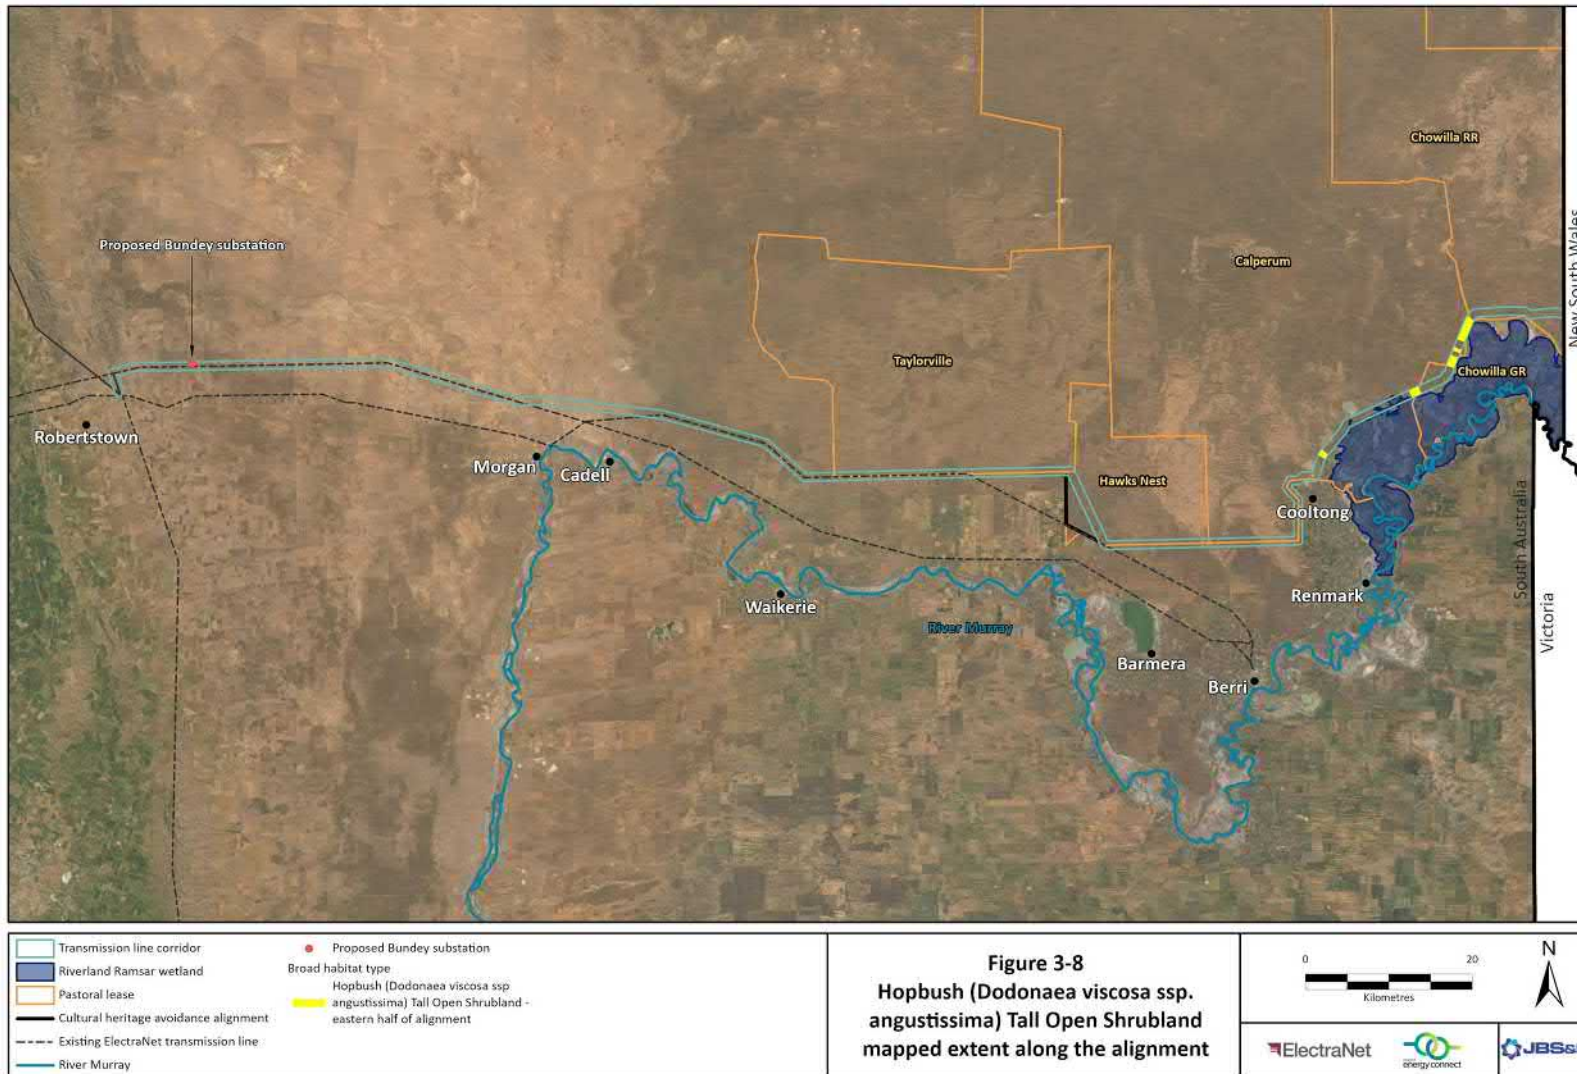 Chowilla RR
New South Wales
Proposed Bundey substation
Calperum
Taylorville
Chowilla GR
Robertstown
Morgan
Cadell
Hawks Nest
Cooltong
South Australia
Victoria
Renmark
Waikerie
River Murray
Barmera
Berri
Transmission line corridor
Riverland Ramsar wetland
Pastoral lease
Cultural heritage avoidance alignment
Existing ElectraNet transmission line
River Murray
Proposed Bundey substation
Broad habitat type
Hopbush (Dodonaea viscosa ssp
angustissima) Tall Open Shrubland -
eastern half of alignment
Figure 3-8
Hopbush (Dodonaea viscosa ssp.
angustissima) Tall Open Shrubland
mapped extent along the alignment
0 20
Kilometres
N
ElectraNet
energy connect